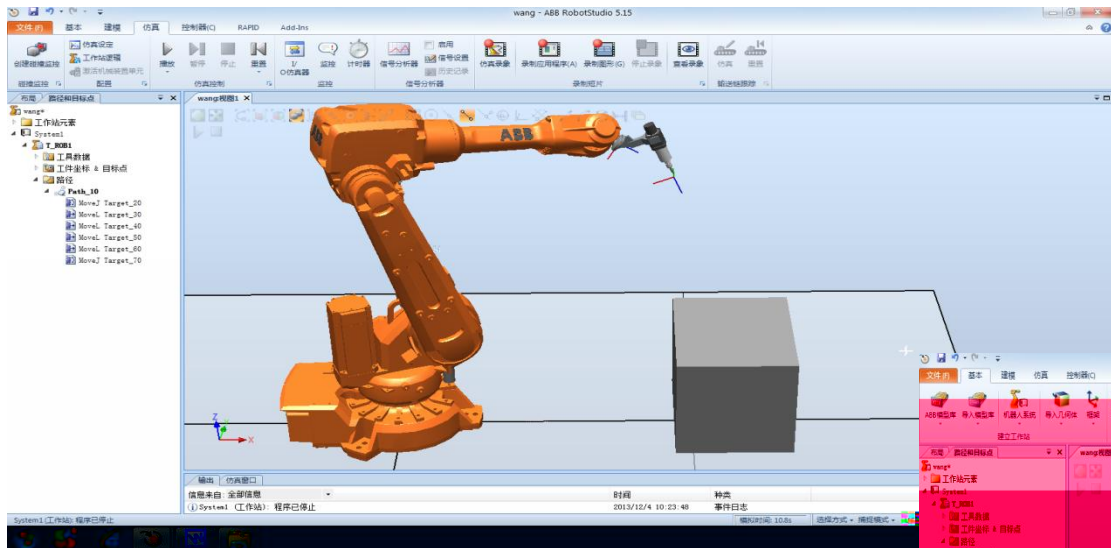 wang - ABB RobotStudio 5.15
文件(F) 基本 建模 仿真 控制器(C) RAPID Add-Ins
创建碰撞监控
仿真设定
工作站逻辑
激活机械装置单元
播放 暂停 停止 重置
I/O仿真器
监控 计时器 信号分析器
启用
信号设置
历史记录
仿真录象 录制应用程序(A) 录制图形(G) 停止录象 查看录象
仿真 重置
碰撞监控 配置 仿真控制 监控 信号分析器 录制短片 输送链跟踪
布局 路径和目标点
wang:视图1
wang*
工作站元素
System1
T_ROB1
工具数据
工件坐标 & 目标点
路径
Path_10
MoveJ Target_20
MoveL Target_30
MoveL Target_40
MoveL Target_50
MoveL Target_60
MoveJ Target_70
ABB
Z
X
输出 仿真窗口
信息来自: 全部信息 时间 种类
System1 (工作站): 程序已停止 2013/12/4 10:23:48 事件日志
System1 (工作站): 程序已停止
模拟时间: 10.8s 选择方式 捕捉模式
文件(F) 基本 建模 仿真 控制器(C)
ABB模型库 导入模型库 机器人系统 导入几何体 框架
建立工作站
布局 路径和目标点
wang:视图
wang*
工作站元素
System1
T_ROB1
工具数据
工件坐标 & 目标点
路径